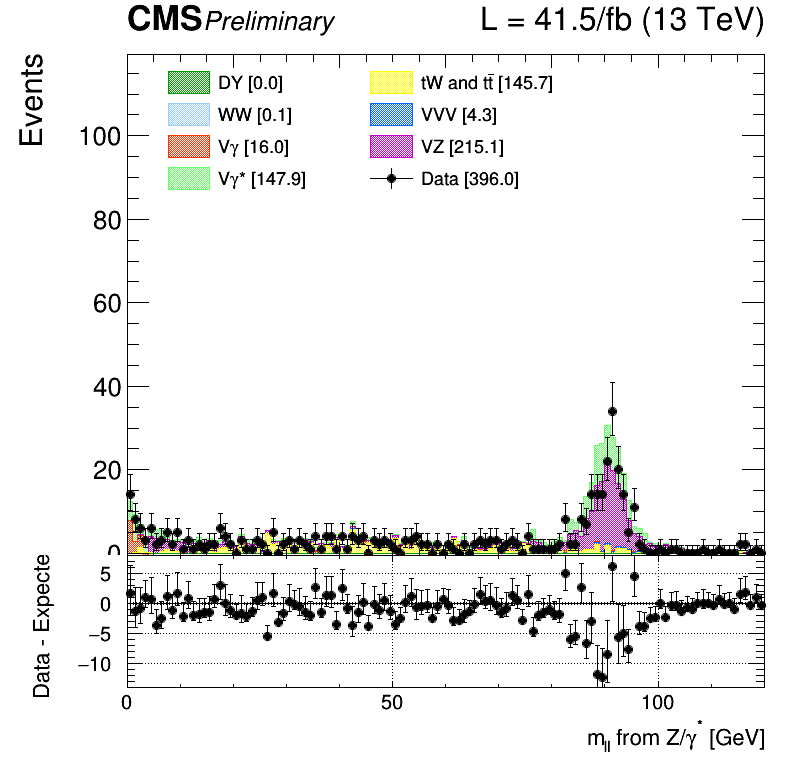 CMS Preliminary L = 41.5/fb (13 TeV)
Events
DY [0.0]
WW [0.1]
Vγ [16.0]
Vγ* [147.9]
tW and tt̄ [145.7]
VVV [4.3]
VZ [215.1]
Data [396.0]
100
80
60
40
20
0
Data - Expecte
5
0
−5
−10
0 50 100
m_ll from Z/γ* [GeV]